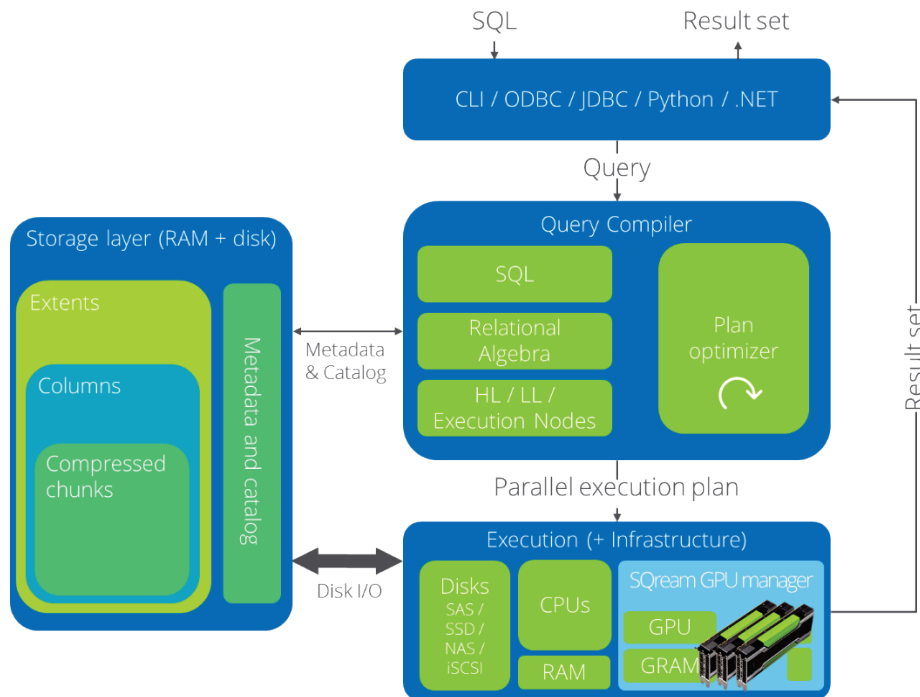 SQL
Result set
CLI / ODBC / JDBC / Python / .NET
Query
Query Compiler
SQL
Relational
Algebra
HL / LL /
Execution Nodes
Plan
optimizer
Storage layer (RAM + disk)
Extents
Columns
Compressed
chunks
Metadata and catalog
Metadata
& Catalog
Parallel execution plan
Execution (+ Infrastructure)
Disk I/O
Disks
SAS /
SSD /
NAS /
iSCSI
CPUs
RAM
SQream GPU manager
GPU
GRAM
Result set